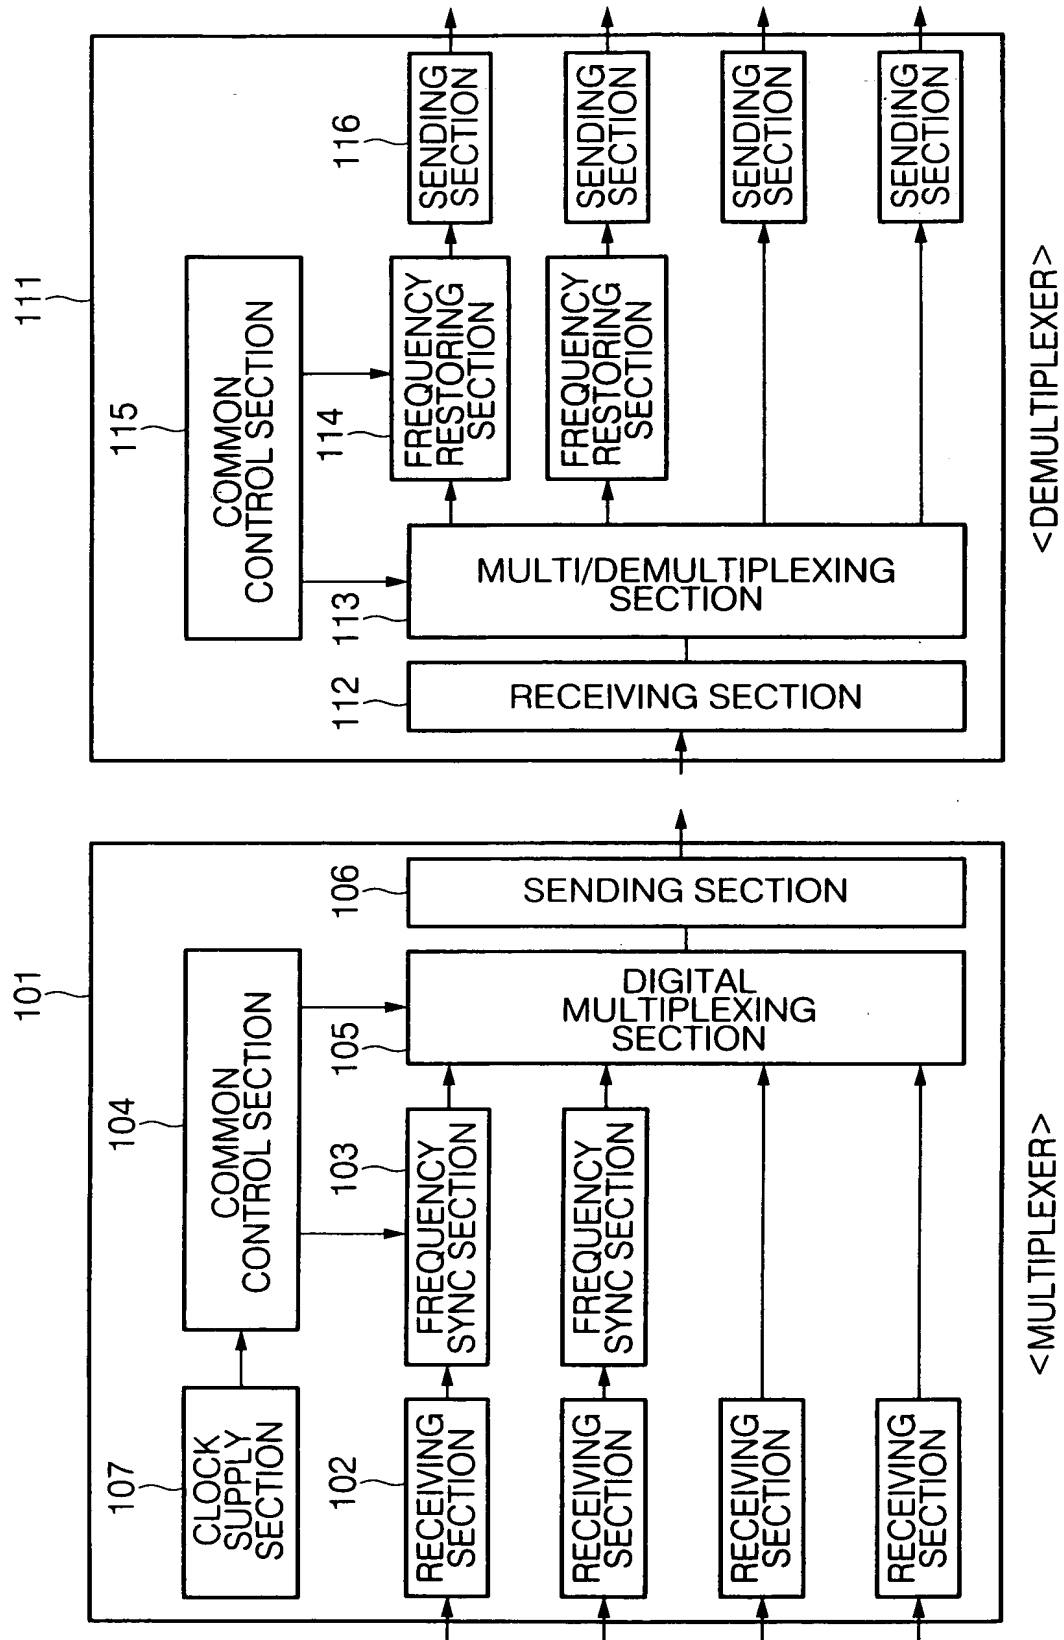 101
107
CLOCK
SUPPLY
SECTION
104
COMMON
CONTROL SECTION
102
RECEIVING
SECTION
103
FREQUENCY
SYNC SECTION
105
DIGITAL
MULTIPLEXING
SECTION
106
SENDING SECTION
RECEIVING
SECTION
FREQUENCY
SYNC SECTION
RECEIVING
SECTION
RECEIVING
SECTION
<MULTIPLEXER>
111
115
COMMON
CONTROL SECTION
112
RECEIVING SECTION
113
MULTI/DEMULTIPLEXING
SECTION
114
FREQUENCY
RESTORING
SECTION
116
SENDING
SECTION
FREQUENCY
RESTORING
SECTION
SENDING
SECTION
SENDING
SECTION
SENDING
SECTION
<DEMULTIPLEXER>